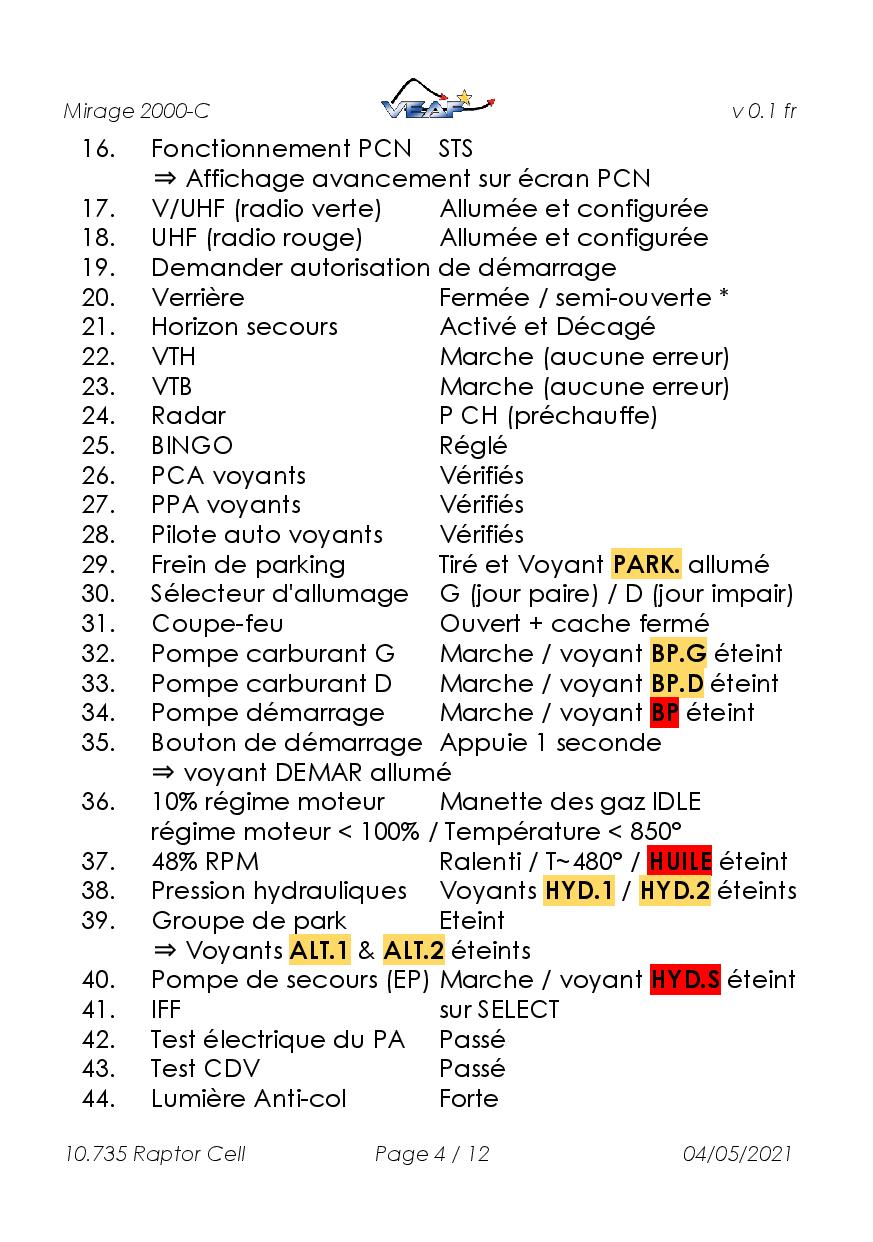 Mirage 2000-C VEAF v 0.1 fr
16. Fonctionnement PCN STS
⇒ Affichage avancement sur écran PCN
17. V/UHF (radio verte) Allumée et configurée
18. UHF (radio rouge) Allumée et configurée
19. Demander autorisation de démarrage
20. Verrière Fermée / semi-ouverte *
21. Horizon secours Activé et Décagé
22. VTH Marche (aucune erreur)
23. VTB Marche (aucune erreur)
24. Radar P CH (préchauffe)
25. BINGO Réglé
26. PCA voyants Vérifiés
27. PPA voyants Vérifiés
28. Pilote auto voyants Vérifiés
29. Frein de parking Tiré et Voyant PARK. allumé
30. Sélecteur d'allumage G (jour paire) / D (jour impair)
31. Coupe-feu Ouvert + cache fermé
32. Pompe carburant G Marche / voyant BP.G éteint
33. Pompe carburant D Marche / voyant BP.D éteint
34. Pompe démarrage Marche / voyant BP éteint
35. Bouton de démarrage Appuie 1 seconde
⇒ voyant DEMAR allumé
36. 10% régime moteur Manette des gaz IDLE
régime moteur < 100% / Température < 850°
37. 48% RPM Ralenti / T~480° / HUILE éteint
38. Pression hydrauliques Voyants HYD.1 / HYD.2 éteints
39. Groupe de park Eteint
⇒ Voyants ALT.1 & ALT.2 éteints
40. Pompe de secours (EP) Marche / voyant HYD.S éteint
41. IFF sur SELECT
42. Test électrique du PA Passé
43. Test CDV Passé
44. Lumière Anti-col Forte
10.735 Raptor Cell Page 4 / 12 04/05/2021